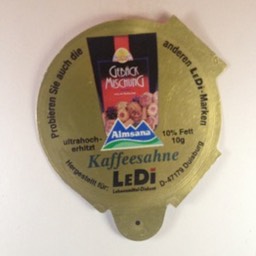 Probieren Sie auch die anderen LeDi-Marken
GEBÄCK
MISCHUNG
Almsana
ultrahoch-
erhitzt
10% Fett
10g
Kaffeesahne
Hergestellt für:
LeDi
D-47179 Duisburg